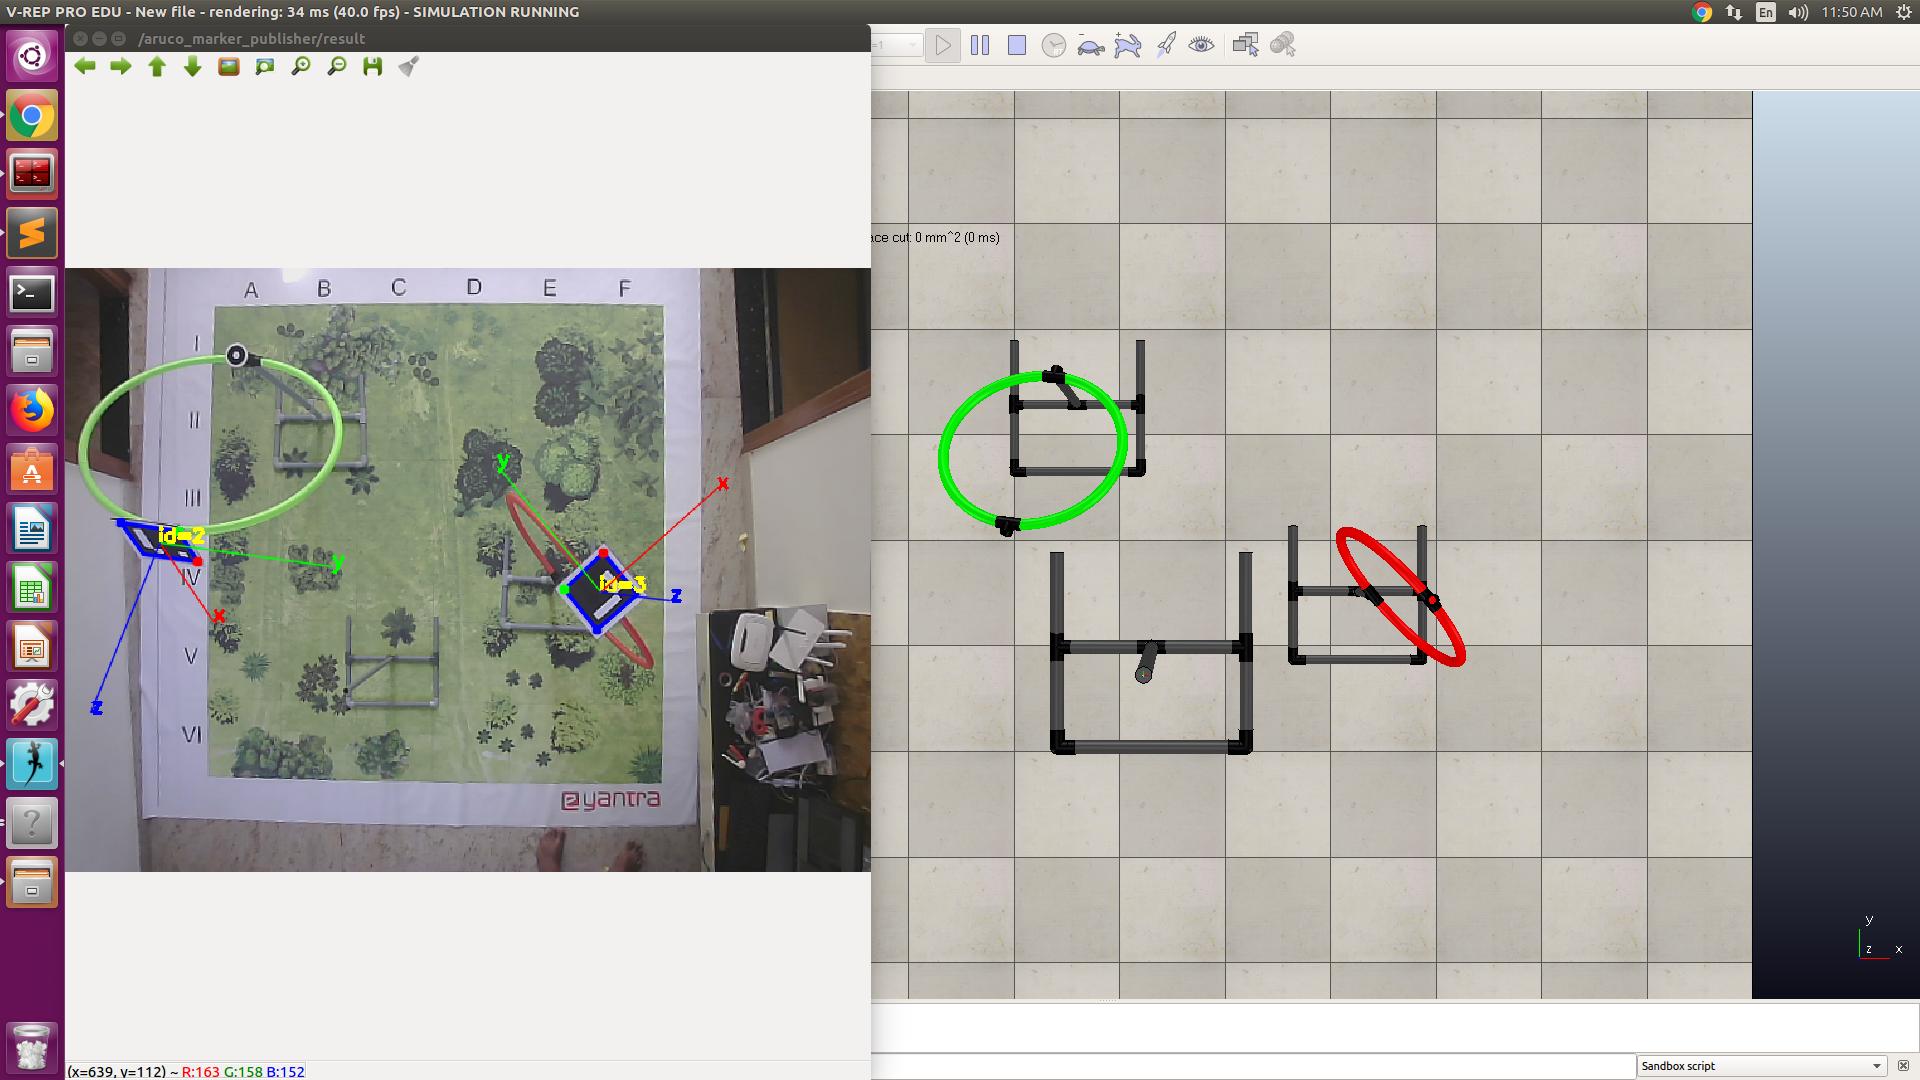 V-REP PRO EDU - New file - rendering: 34 ms (40.0 fps) - SIMULATION RUNNING
En
11:50 AM
/aruco_marker_publisher/result
=1
ace cut: 0 mm^2 (0 ms)
A B C D E F
I
II
III
IV
V
VI
id=2
y
x
z
y
x
z
id=3
eyantra
y
z x
(x=639, y=112) ~ R:163 G:158 B:152
Sandbox script